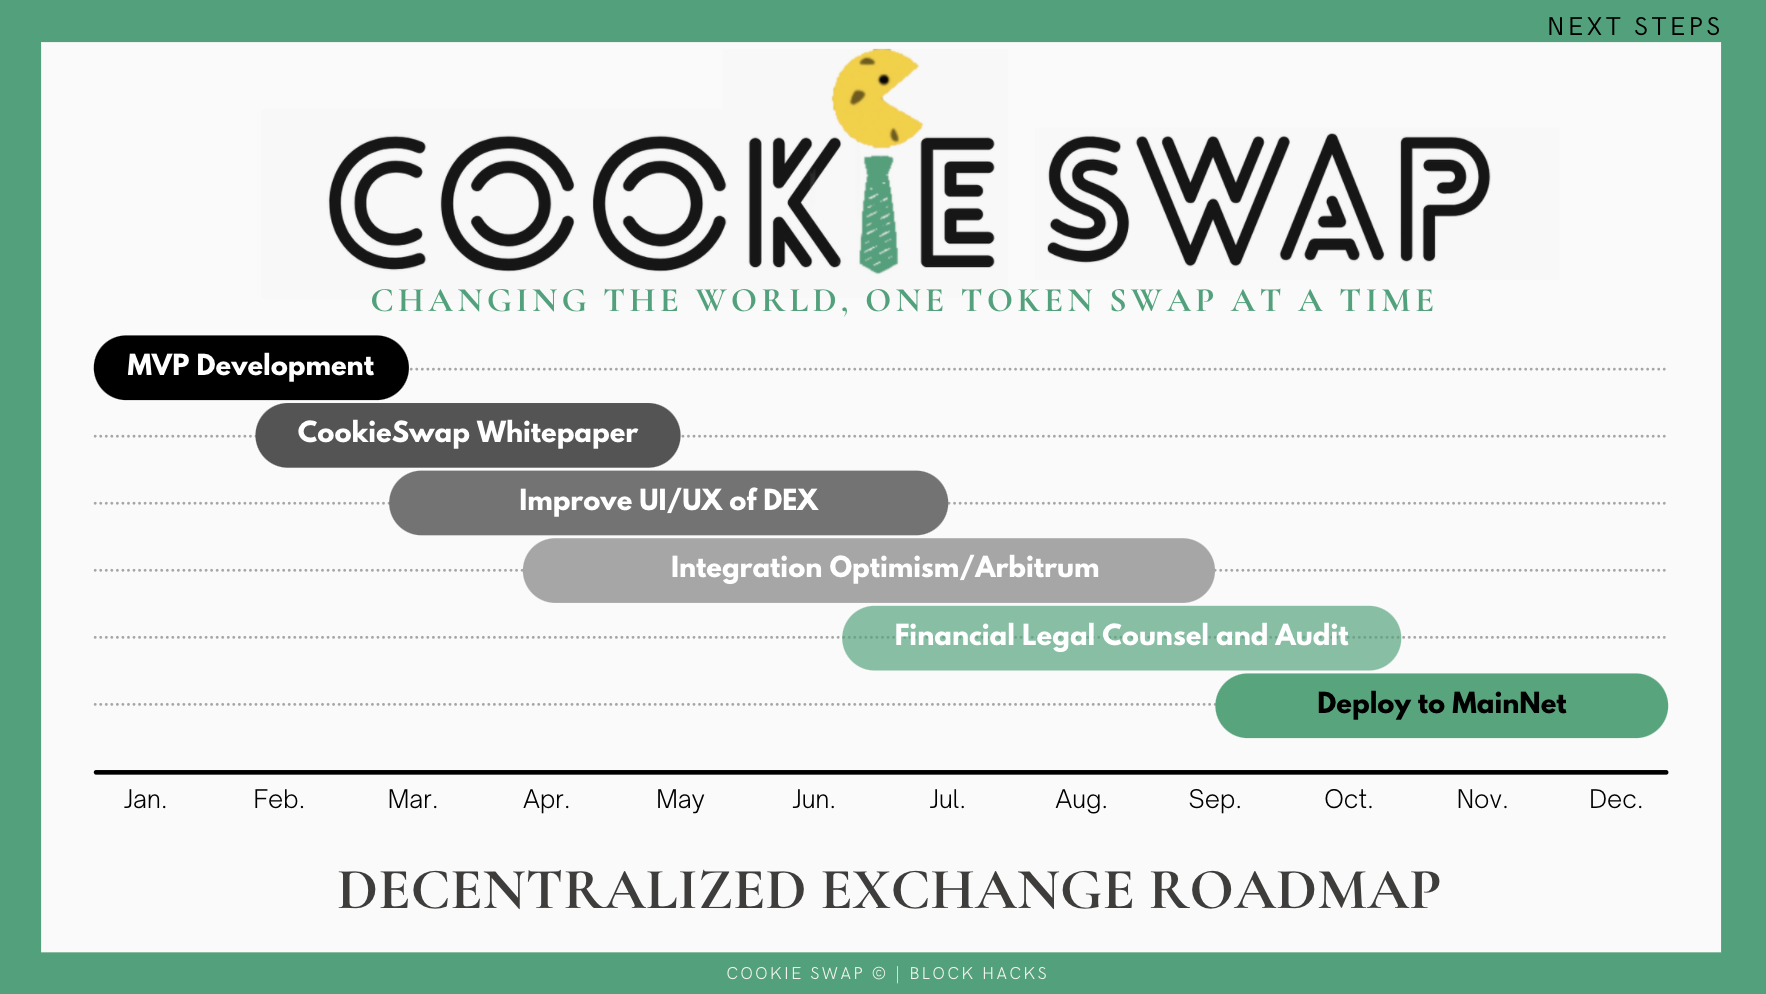 NEXT STEPS
COOKIE SWAP
CHANGING THE WORLD, ONE TOKEN SWAP AT A TIME
MVP Development
CookieSwap Whitepaper
Improve UI/UX of DEX
Integration Optimism/Arbitrum
Financial Legal Counsel and Audit
Deploy to MainNet
Jan. Feb. Mar. Apr. May Jun. Jul. Aug. Sep. Oct. Nov. Dec.
DECENTRALIZED EXCHANGE ROADMAP
COOKIE SWAP © | BLOCK HACKS